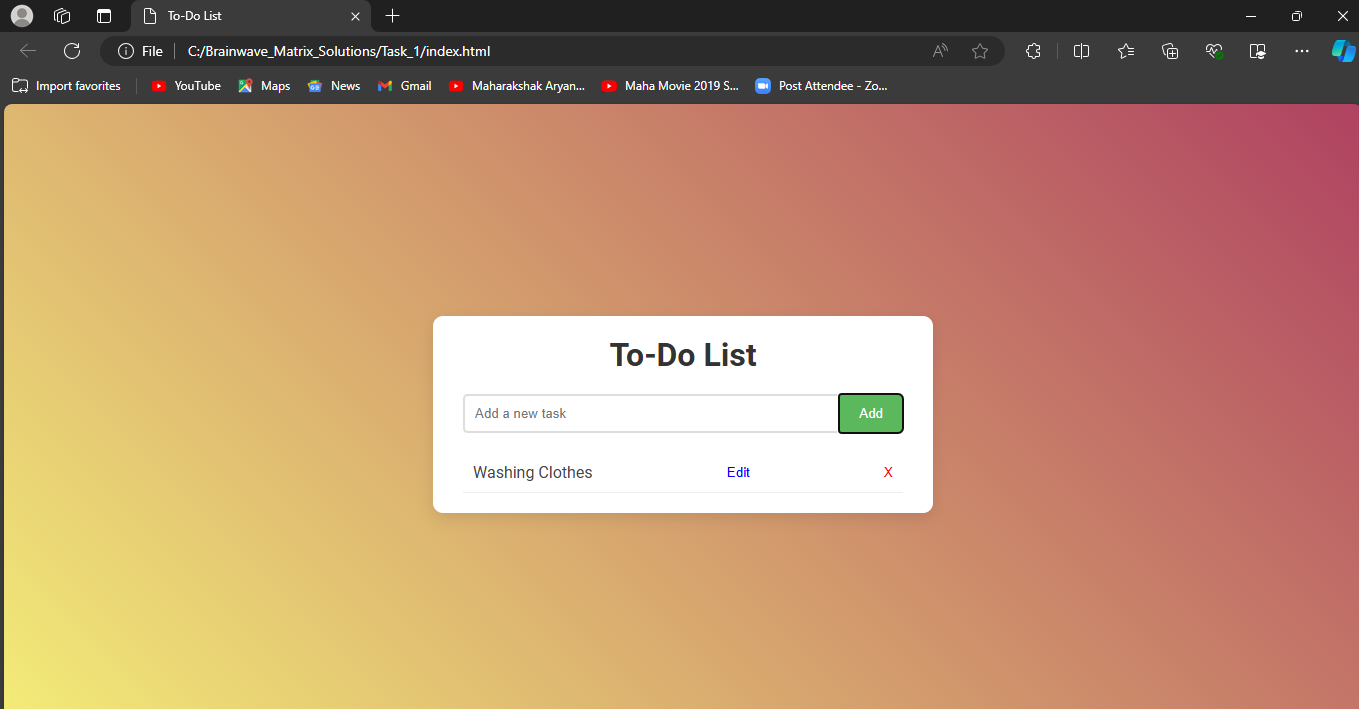 To-Do List
File C:/Brainwave_Matrix_Solutions/Task_1/index.html
Import favorites YouTube Maps News Gmail Maharakshak Aryan... Maha Movie 2019 S... Post Attendee - Zo...
To-Do List
Add a new task Add
Washing Clothes Edit X